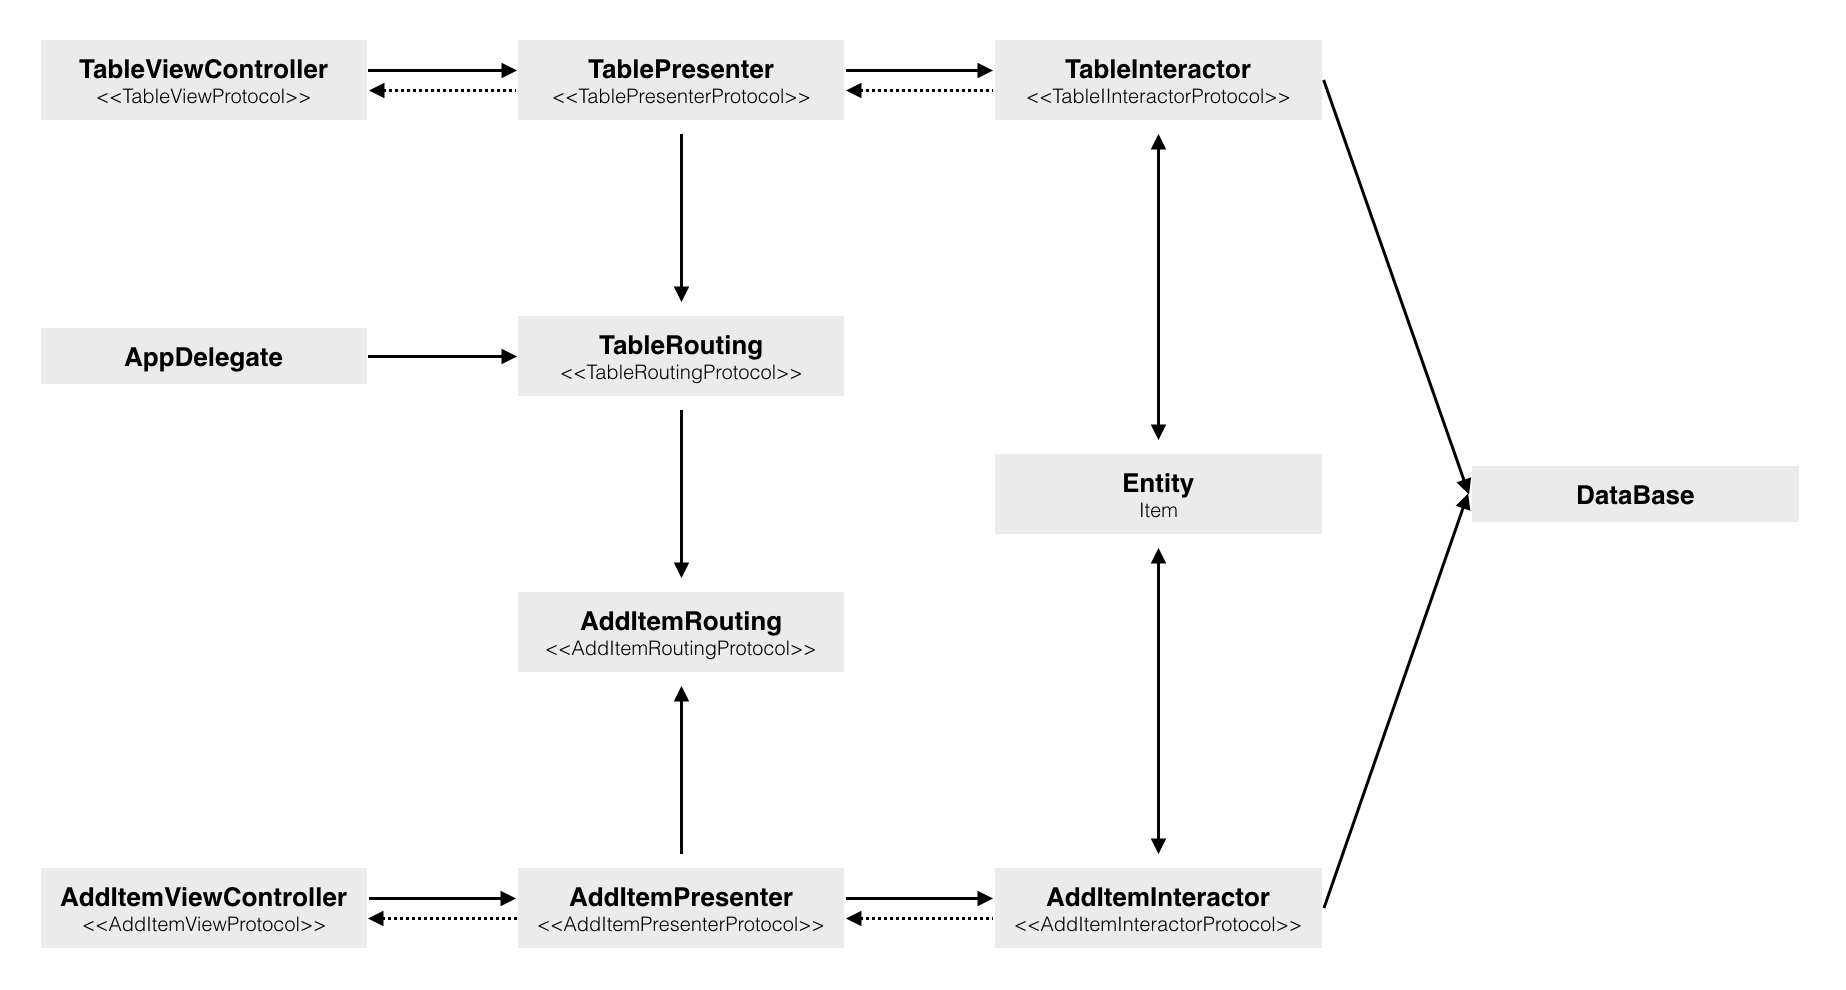 TableViewController
<<TableViewProtocol>>
TablePresenter
<<TablePresenterProtocol>>
TableInteractor
<<TableIInteractorProtocol>>
AppDelegate
TableRouting
<<TableRoutingProtocol>>
Entity
Item
DataBase
AddItemRouting
<<AddItemRoutingProtocol>>
AddItemViewController
<<AddItemViewProtocol>>
AddItemPresenter
<<AddItemPresenterProtocol>>
AddItemInteractor
<<AddItemInteractorProtocol>>